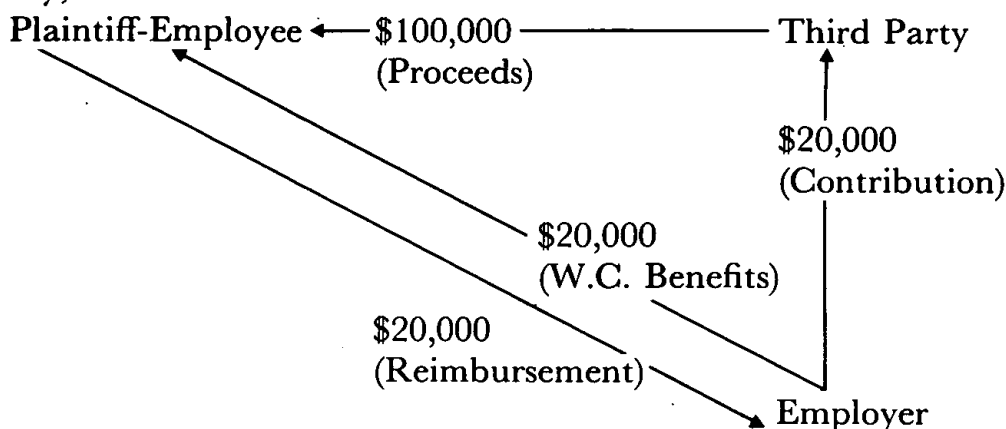 y,
Plaintiff-Employee $100,000 Third Party
(Proceeds)
$20,000
(Contribution)
$20,000
(W.C. Benefits)
$20,000
(Reimbursement)
Employer